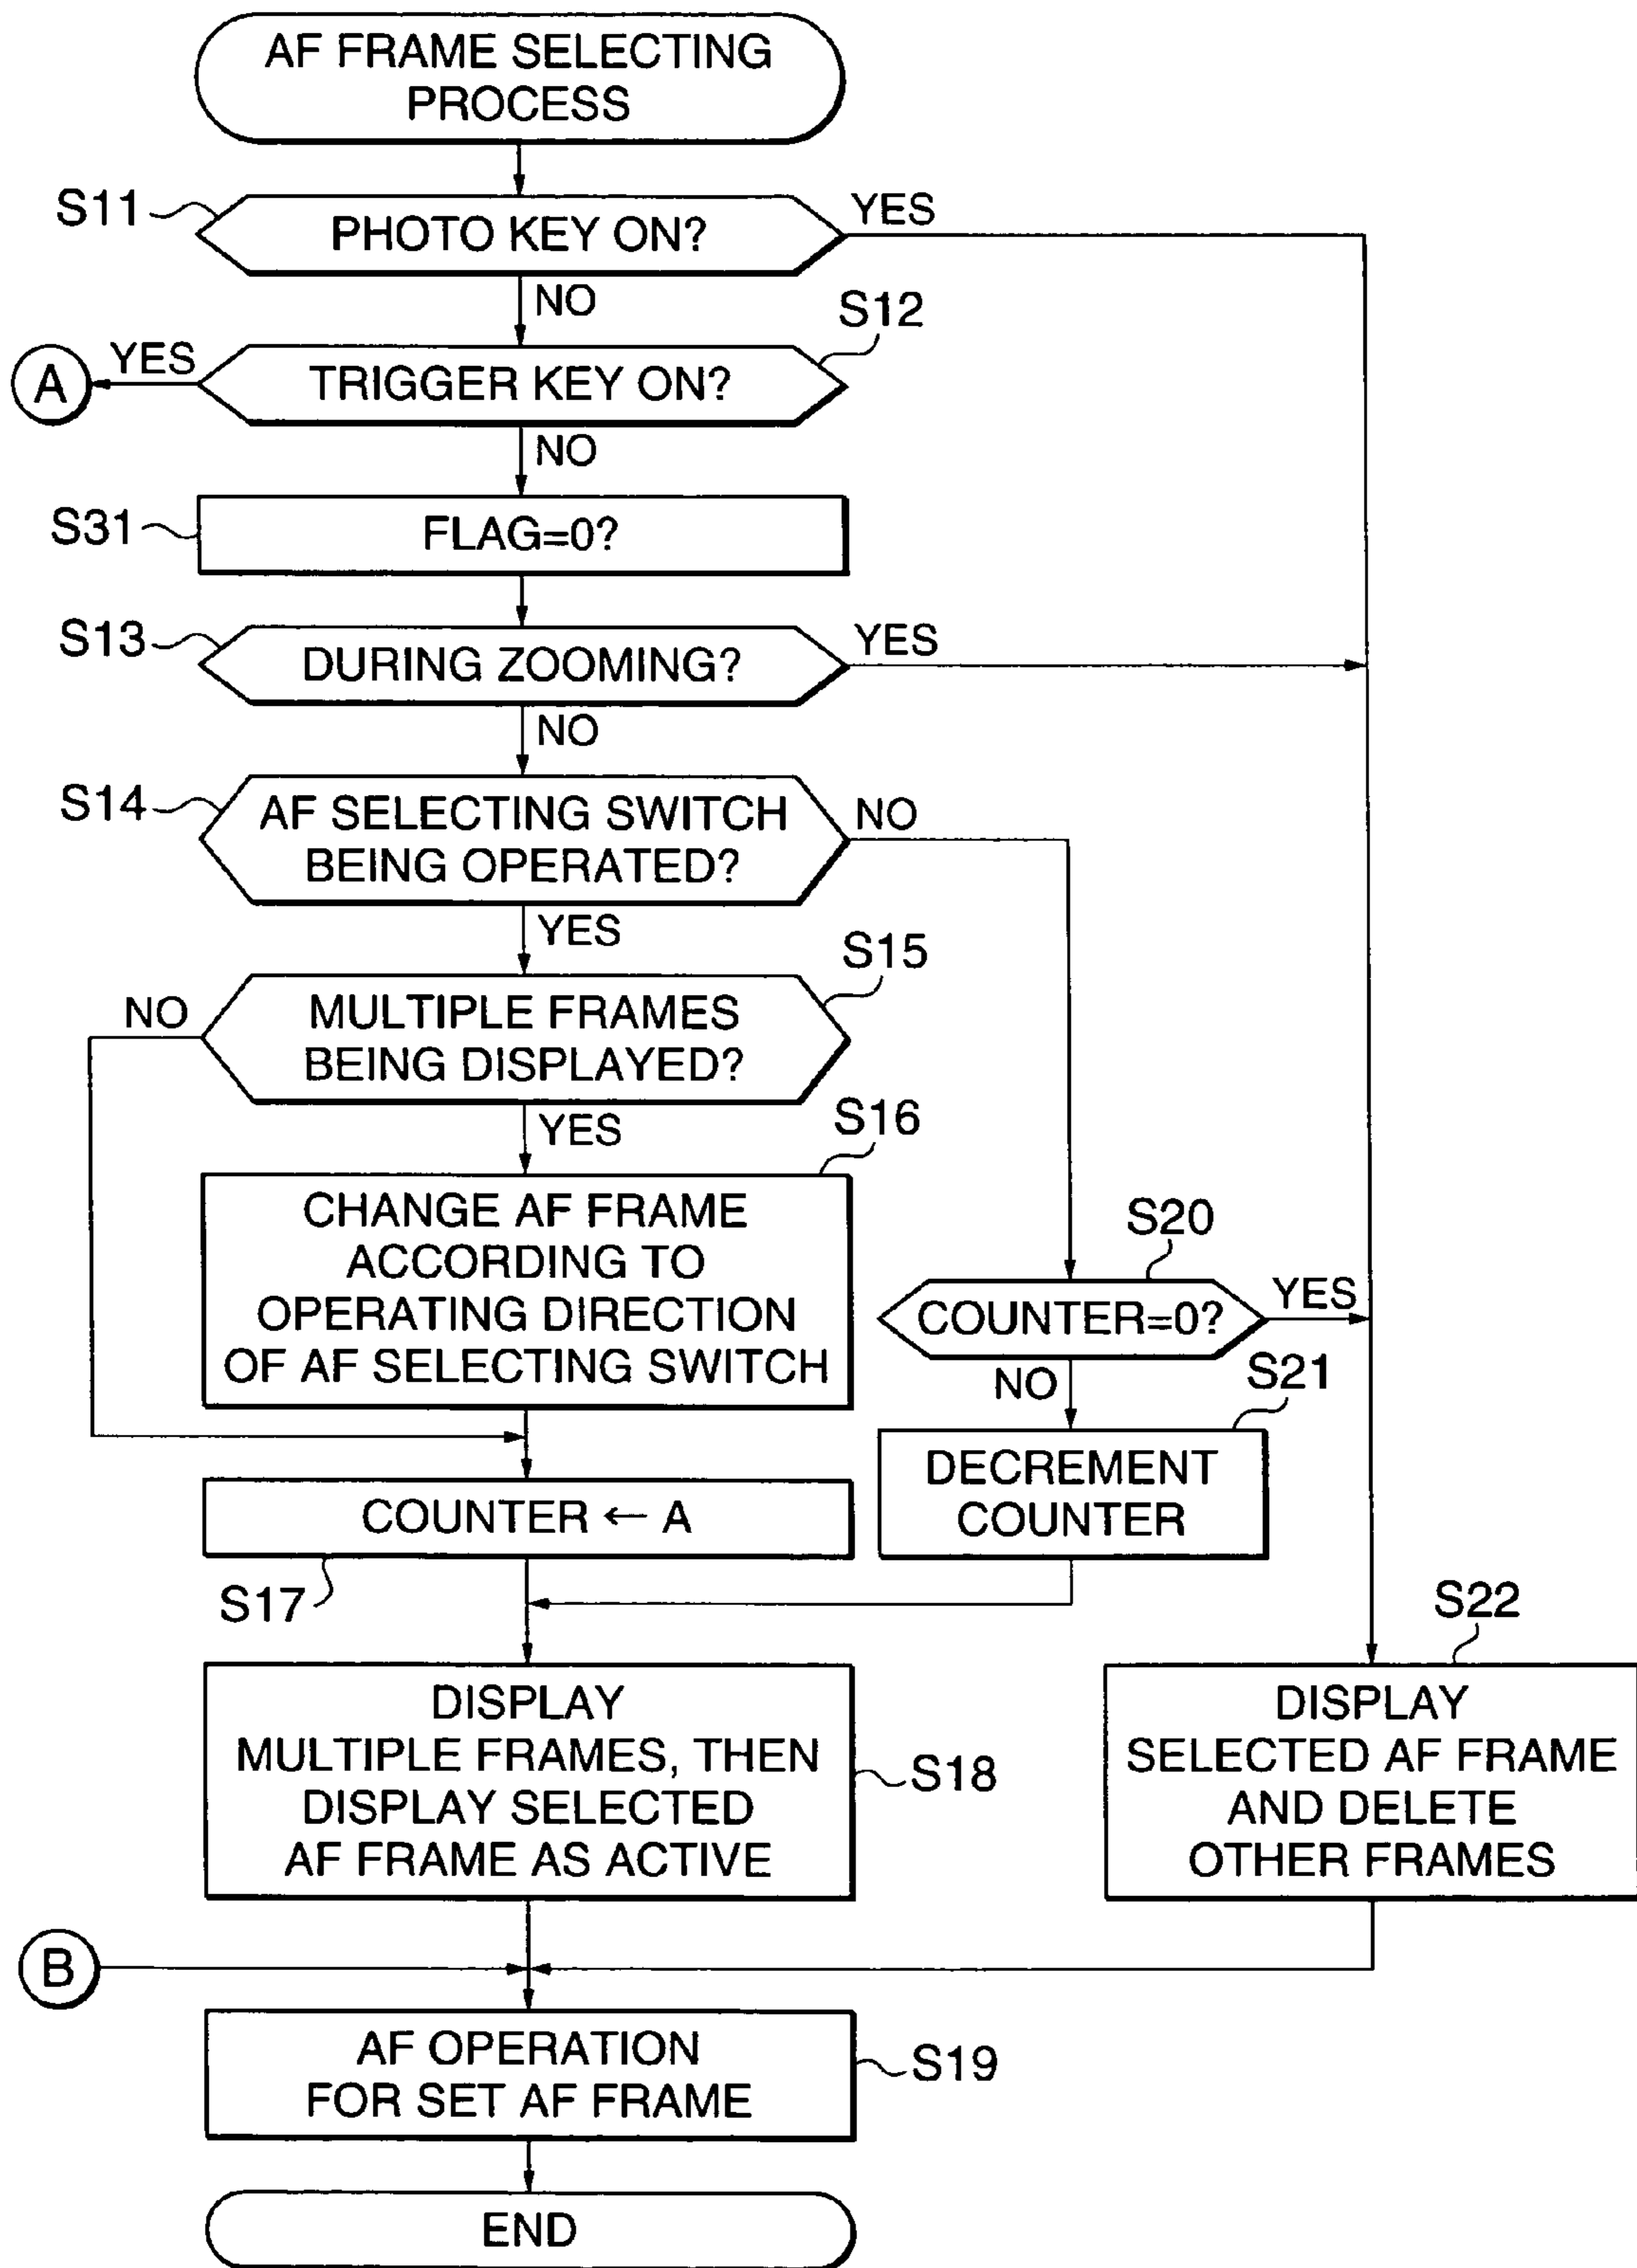 AF FRAME SELECTING
PROCESS
S11
PHOTO KEY ON?
YES
NO
S12
A
YES
TRIGGER KEY ON?
NO
S31
FLAG=0?
S13
DURING ZOOMING?
YES
NO
S14
AF SELECTING SWITCH
BEING OPERATED?
NO
YES
S15
NO
MULTIPLE FRAMES
BEING DISPLAYED?
YES
S16
CHANGE AF FRAME
ACCORDING TO
OPERATING DIRECTION
OF AF SELECTING SWITCH
S20
COUNTER=0?
YES
NO
S21
DECREMENT
COUNTER
COUNTER ← A
S17
S22
DISPLAY
MULTIPLE FRAMES, THEN
DISPLAY SELECTED
AF FRAME AS ACTIVE
S18
DISPLAY
SELECTED AF FRAME
AND DELETE
OTHER FRAMES
B
AF OPERATION
FOR SET AF FRAME
S19
END